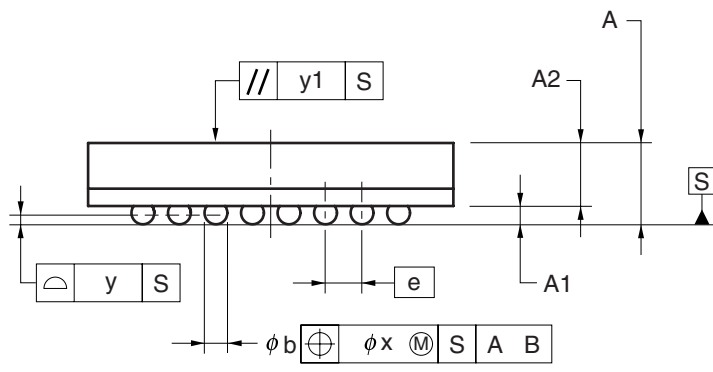 A
// y1 S
A2
S
⌓ y S
e
A1
ϕ b ⌖ ϕ x Ⓜ S A B